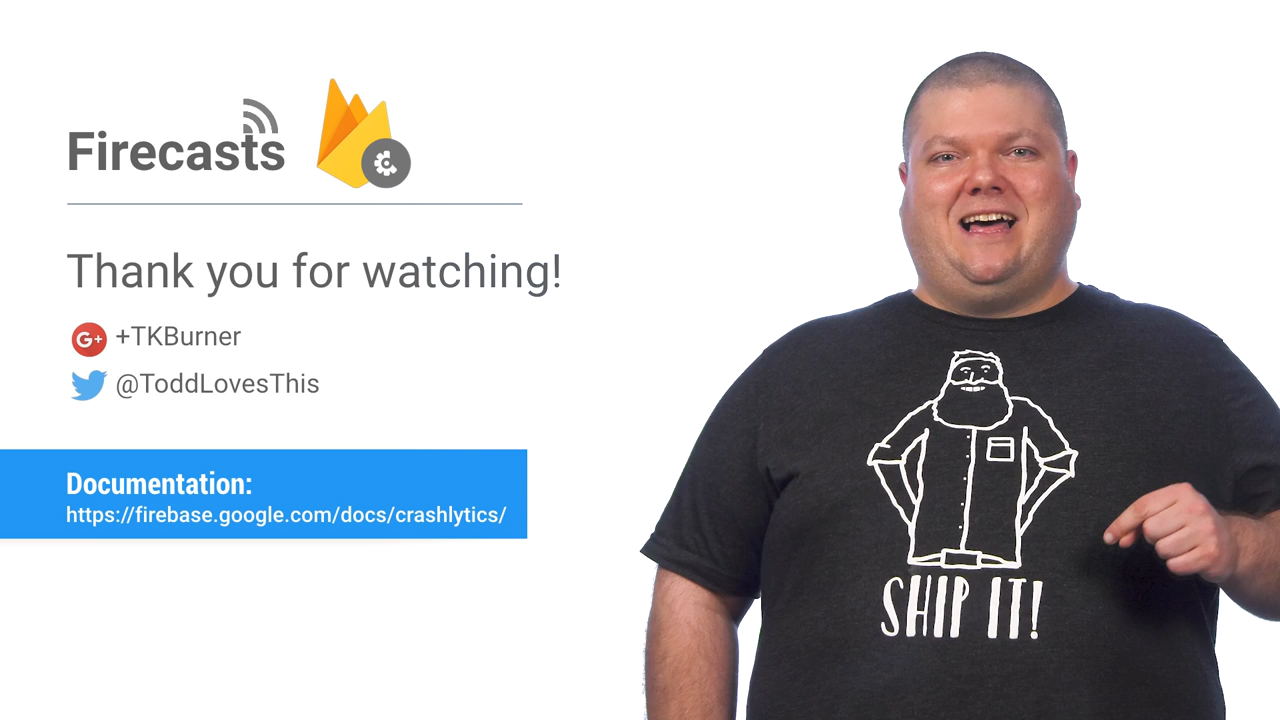 Firecasts
Thank you for watching!
G+ +TKBurner
@ToddLovesThis
Documentation:
https://firebase.google.com/docs/crashlytics/
SHIP IT!